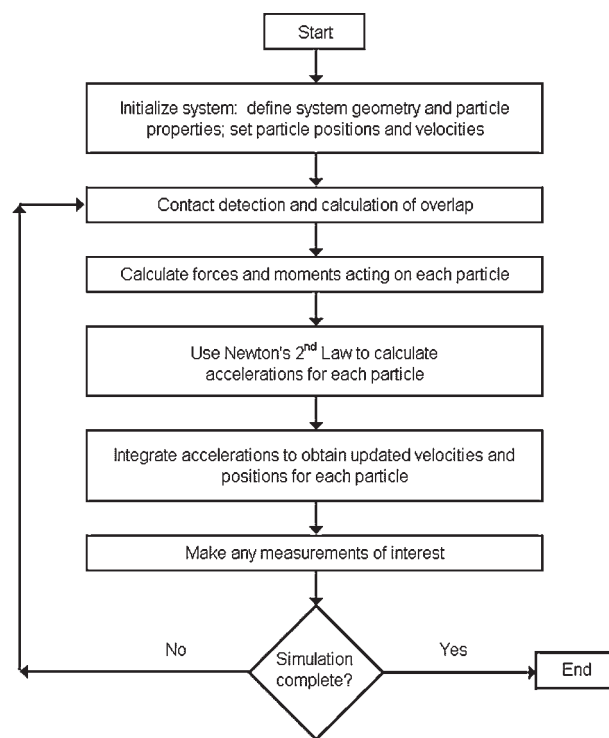 Start
Initialize system: define system geometry and particle
properties; set particle positions and velocities
Contact detection and calculation of overlap
Calculate forces and moments acting on each particle
Use Newton's 2nd Law to calculate
accelerations for each particle
Integrate accelerations to obtain updated velocities and
positions for each particle
Make any measurements of interest
No
Simulation
complete?
Yes
End